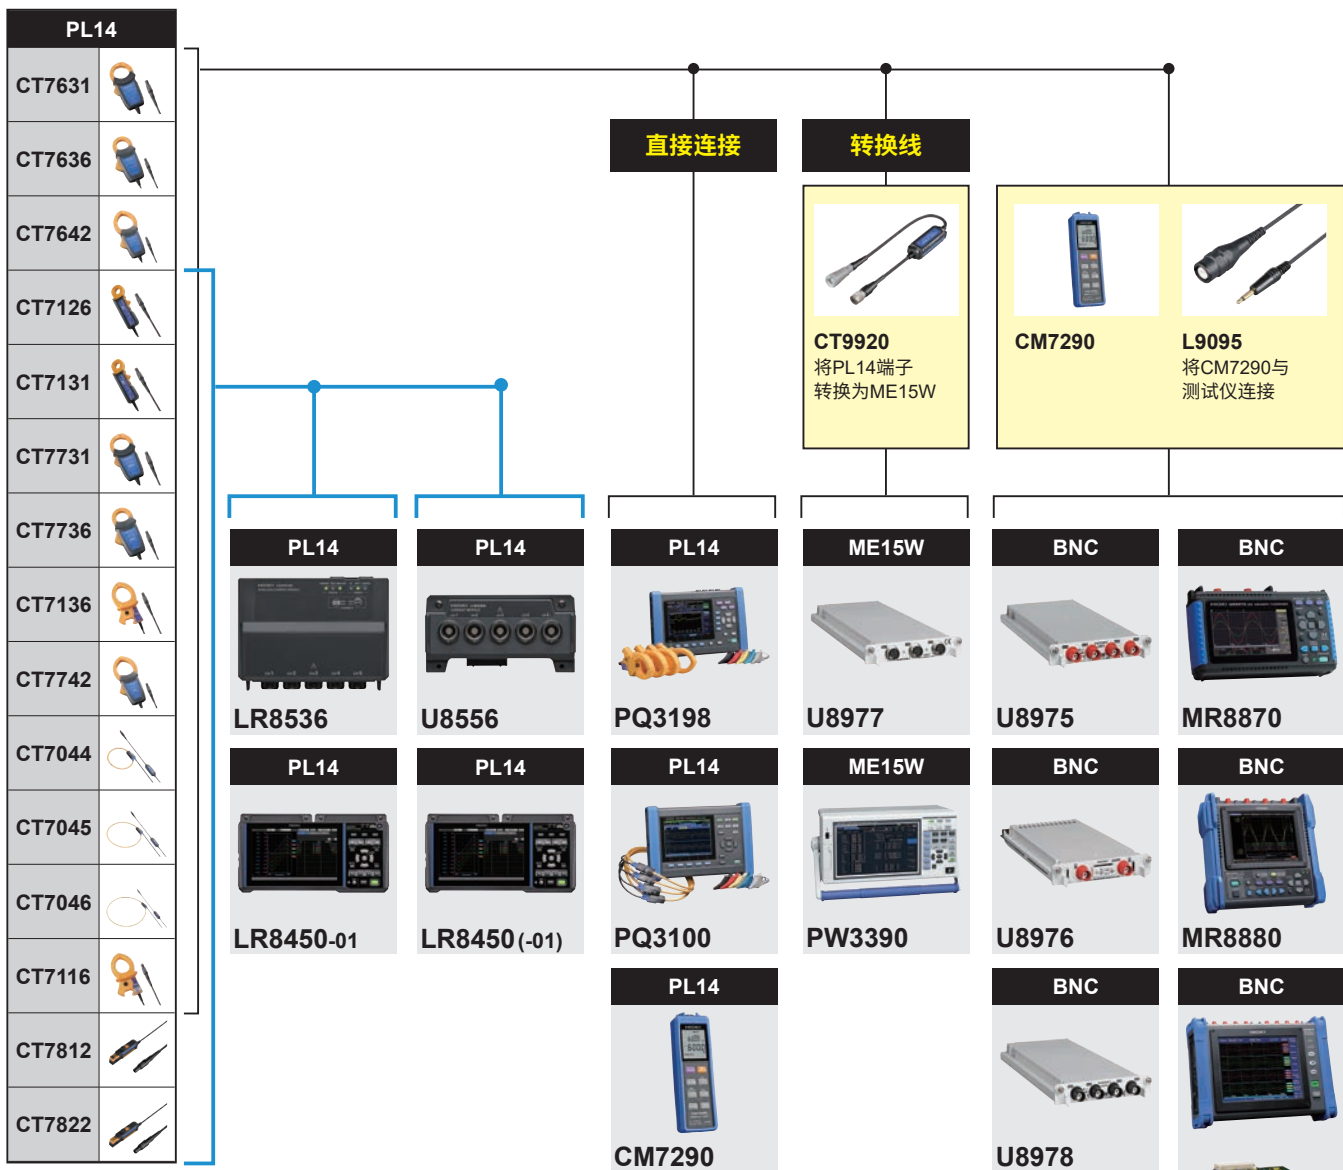 PL14
CT7631
CT7636
CT7642
CT7126
CT7131
CT7731
CT7736
CT7136
CT7742
CT7044
CT7045
CT7046
CT7116
CT7812
CT7822
直接连接
转换线
CT9920
将PL14端子
转换为ME15W
CM7290
L9095
将CM7290与
测试仪连接
PL14
LR8536
PL14
U8556
PL14
PQ3198
ME15W
U8977
BNC
U8975
BNC
MR8870
PL14
LR8450-01
PL14
LR8450(-01)
PL14
PQ3100
ME15W
PW3390
BNC
U8976
BNC
MR8880
PL14
CM7290
BNC
U8978
BNC